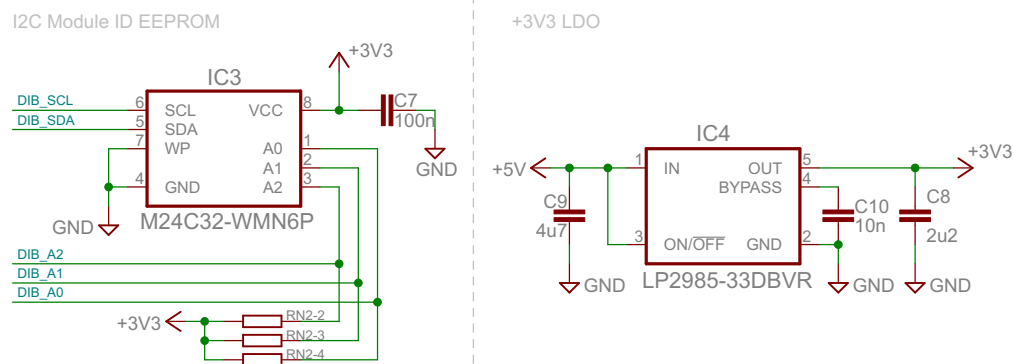 I2C Module ID EEPROM
+3V3
IC3
DIB_SCL
6
SCL
VCC
8
C7
100n
DIB_SDA
5
SDA
7
WP
A0
1
A1
2
GND
4
GND
A2
3
GND
M24C32-WMN6P
DIB_A2
DIB_A1
DIB_A0
+3V3
RN2-2
RN2-3
RN2-4
+3V3 LDO
IC4
+5V
1
IN
OUT
5
+3V3
BYPASS
4
C9
4u7
C10
10n
C8
2u2
3
ON/OFF
GND
2
GND
LP2985-33DBVR
GND
GND